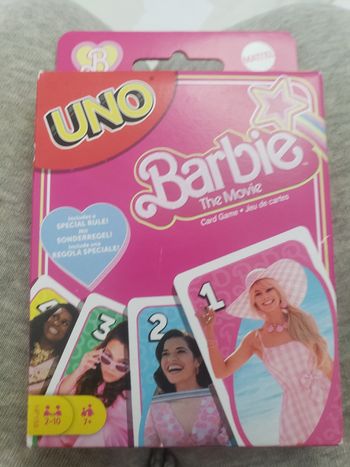 B
MATTEL
UNO
Barbie
The Movie
Card Game • Jeu de cartes
Includes a
SPECIAL RULE!
Mit
SONDERREGEL!
Include una
REGOLA SPECIALE!
4
3
2
1
2-10
7+